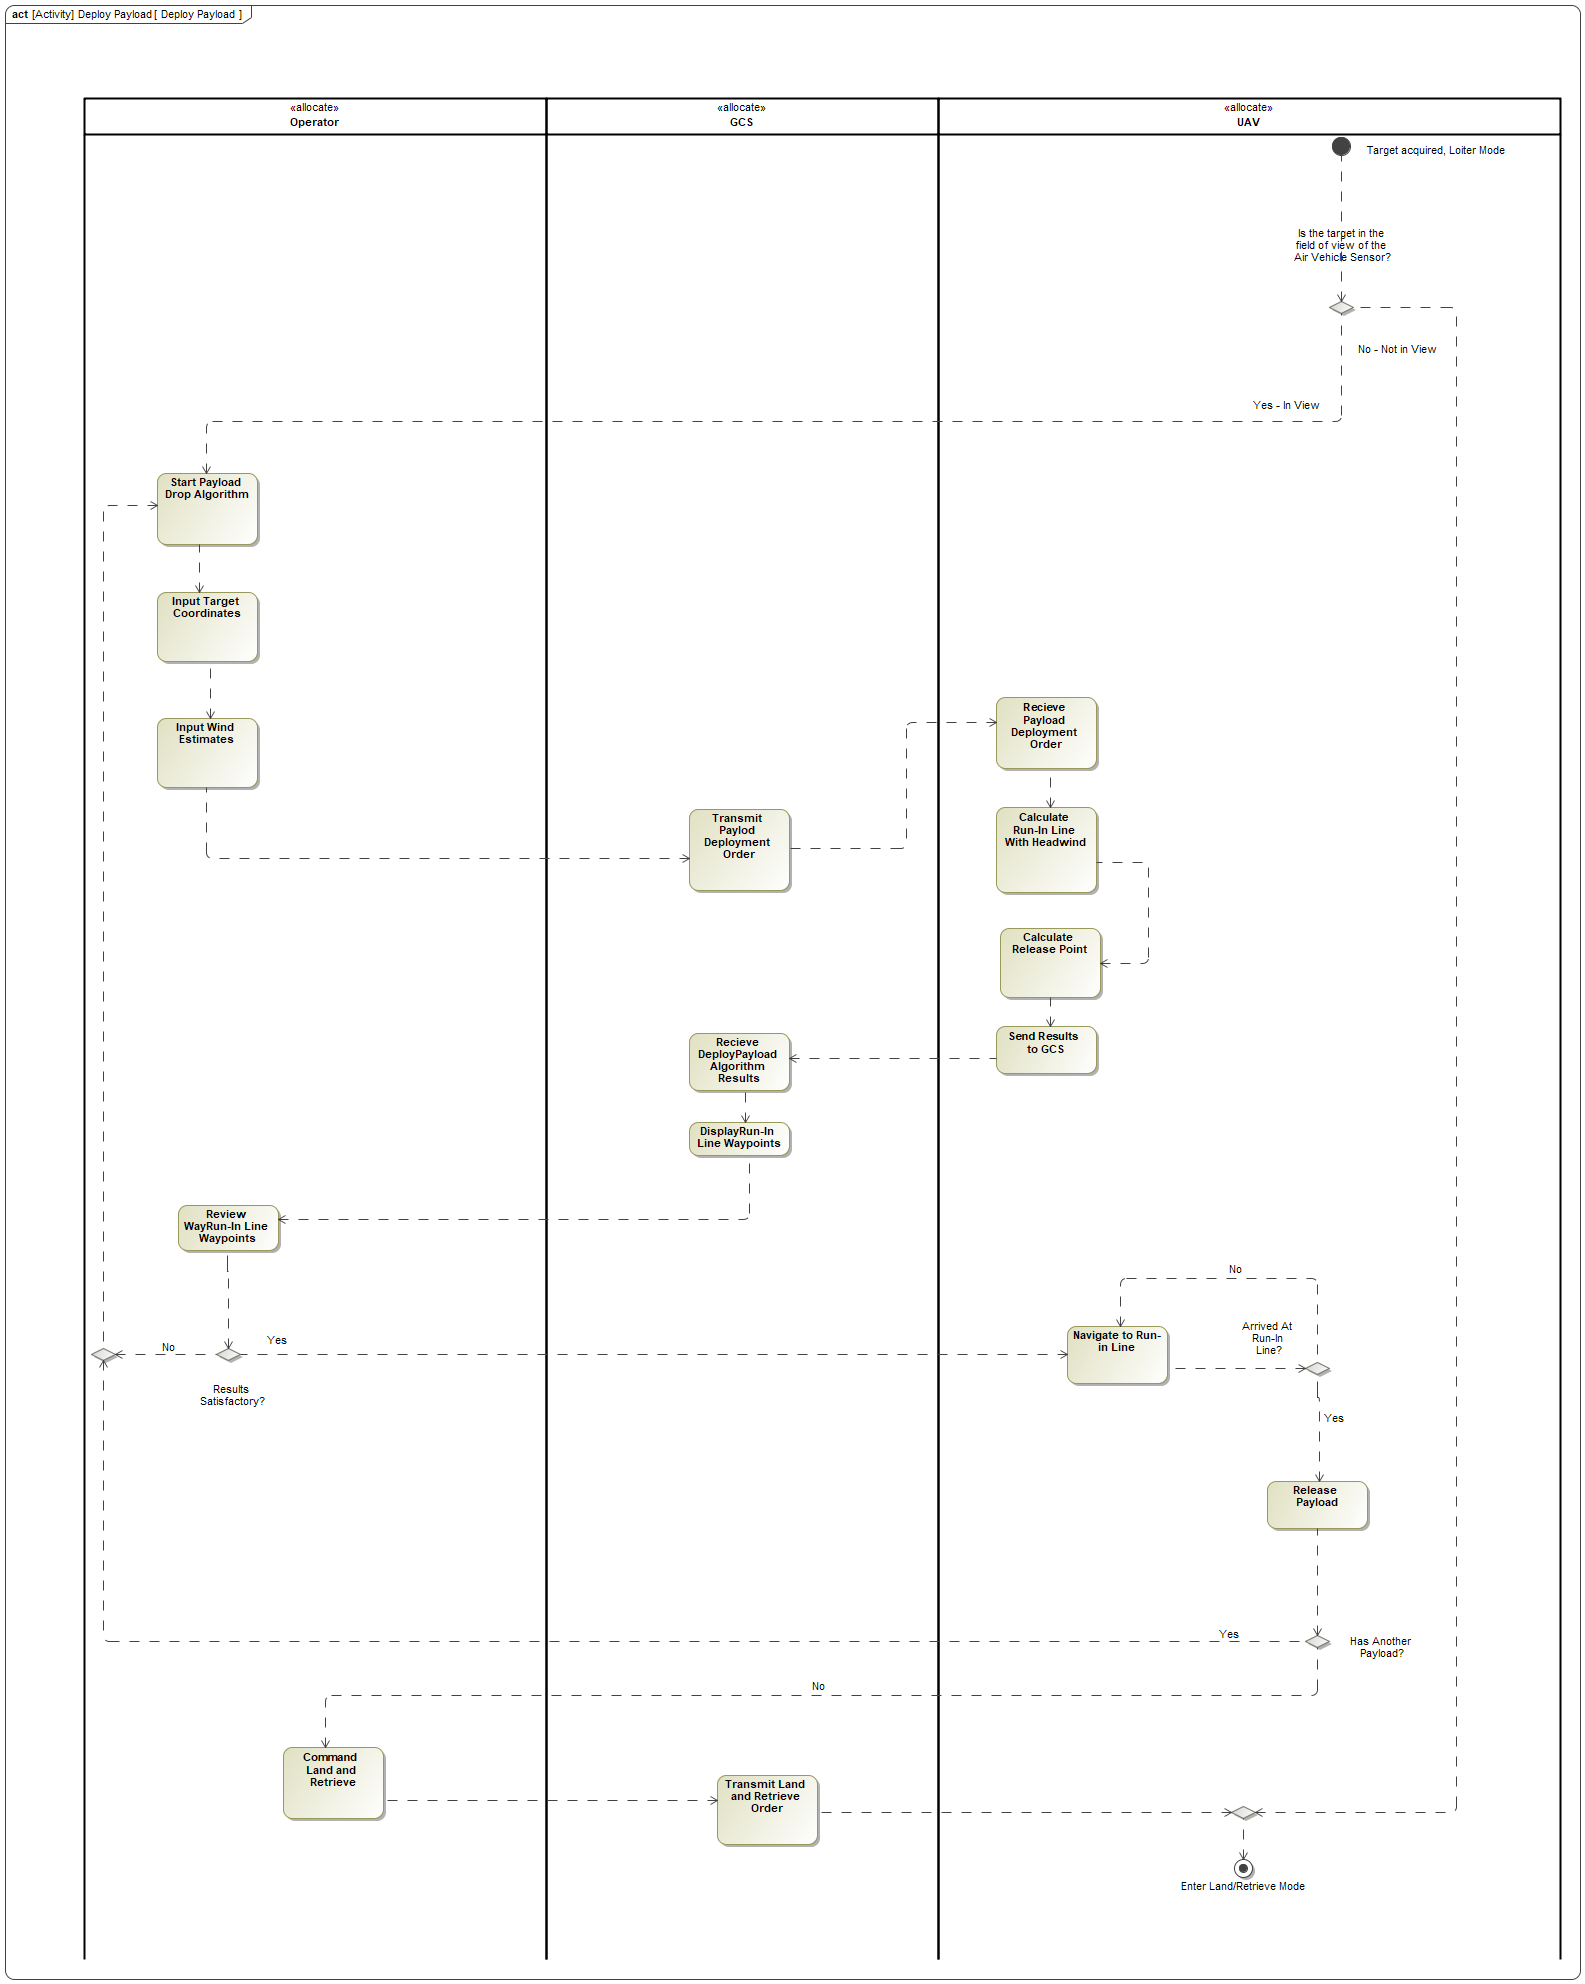 act [Activity] Deploy Payload [ Deploy Payload ]
«allocate»
Operator
«allocate»
GCS
«allocate»
UAV
Target acquired, Loiter Mode
Is the target in the
field of view of the
Air Vehicle Sensor?
No - Not in View
Yes - In View
Start Payload
Drop Algorithm
Input Target
Coordinates
Input Wind
Estimates
Recieve
Payload
Deployment
Order
Transmit
Paylod
Deployment
Order
Calculate
Run-In Line
With Headwind
Calculate
Release Point
Send Results
to GCS
Recieve
DeployPayload
Algorithm
Results
DisplayRun-In
Line Waypoints
Review
WayRun-In Line
Waypoints
No
Yes
Results
Satisfactory?
No
Navigate to Run-
in Line
Arrived At
Run-In
Line?
Yes
Release
Payload
Yes
Has Another
Payload?
No
Command
Land and
Retrieve
Transmit Land
and Retrieve
Order
Enter Land/Retrieve Mode